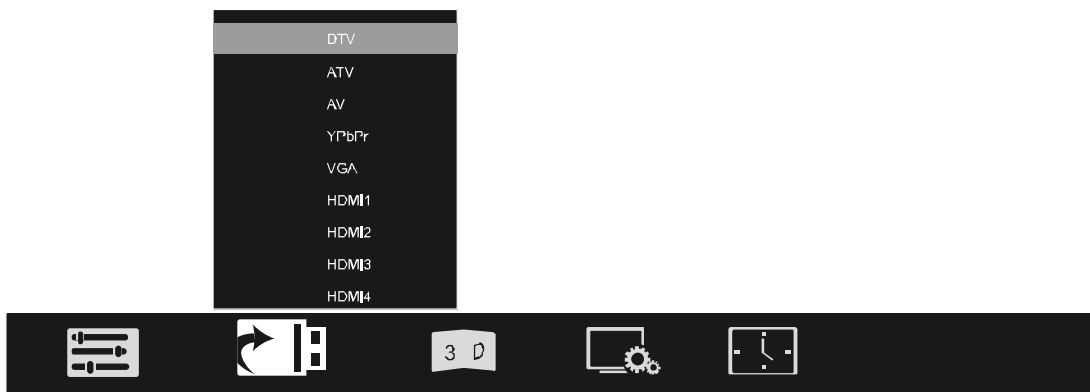 DTV
ATV
AV
YPbPr
VGA
HDMI1
HDMI2
HDMI3
HDMI4
3 D